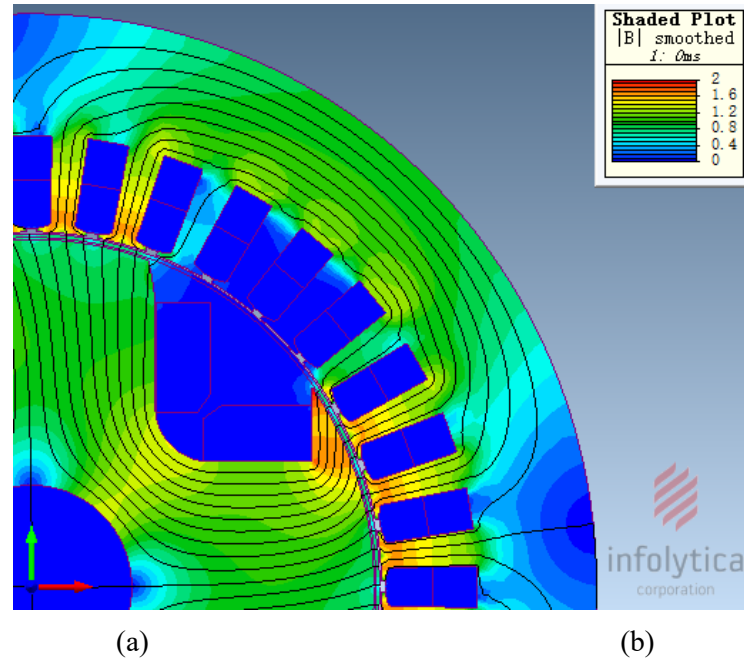 Shaded Plot
|B| smoothed
1: 0ms
2
1.6
1.2
0.8
0.4
0
infolytica
corporation
(a) (b)